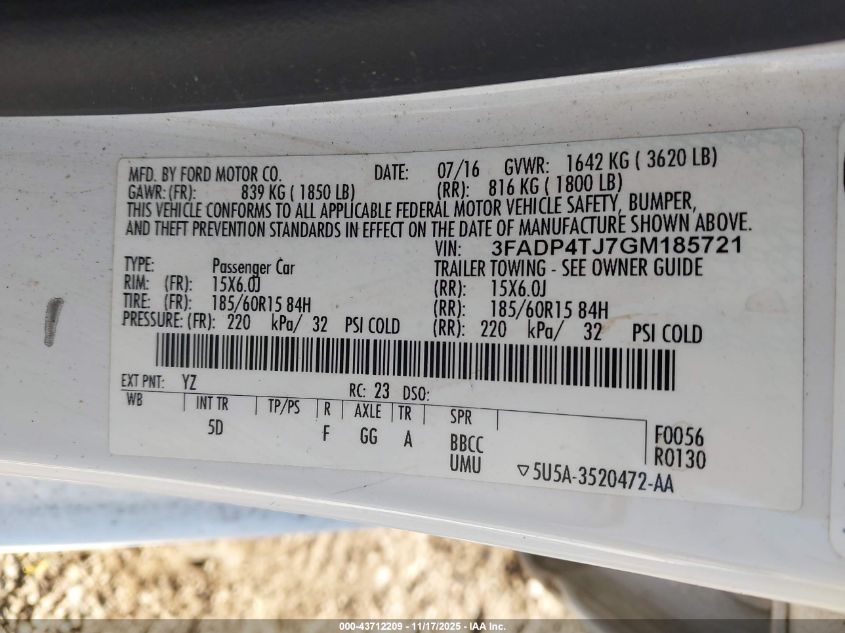 MFD. BY FORD MOTOR CO. DATE: 07/16 GVWR: 1642 KG ( 3620 LB)
GAWR: (FR): 839 KG ( 1850 LB) (RR): 816 KG ( 1800 LB)
THIS VEHICLE CONFORMS TO ALL APPLICABLE FEDERAL MOTOR VEHICLE SAFETY, BUMPER,
AND THEFT PREVENTION STANDARDS IN EFFECT ON THE DATE OF MANUFACTURE SHOWN ABOVE.
VIN: 3FADP4TJ7GM185721
TYPE: Passenger Car TRAILER TOWING - SEE OWNER GUIDE
RIM: (FR): 15X6.0J (RR): 15X6.0J
TIRE: (FR): 185/60R15 84H (RR): 185/60R15 84H
PRESSURE: (FR): 220 kPa/ 32 PSI COLD (RR): 220 kPa/ 32 PSI COLD
EXT PNT: YZ RC: 23 DSO:
WB INT TR TP/PS R AXLE TR SPR
5D F GG A BBCC F0056
UMU R0130
▽5U5A-3520472-AA
000-43712209 - 11/17/2025 - IAA Inc.